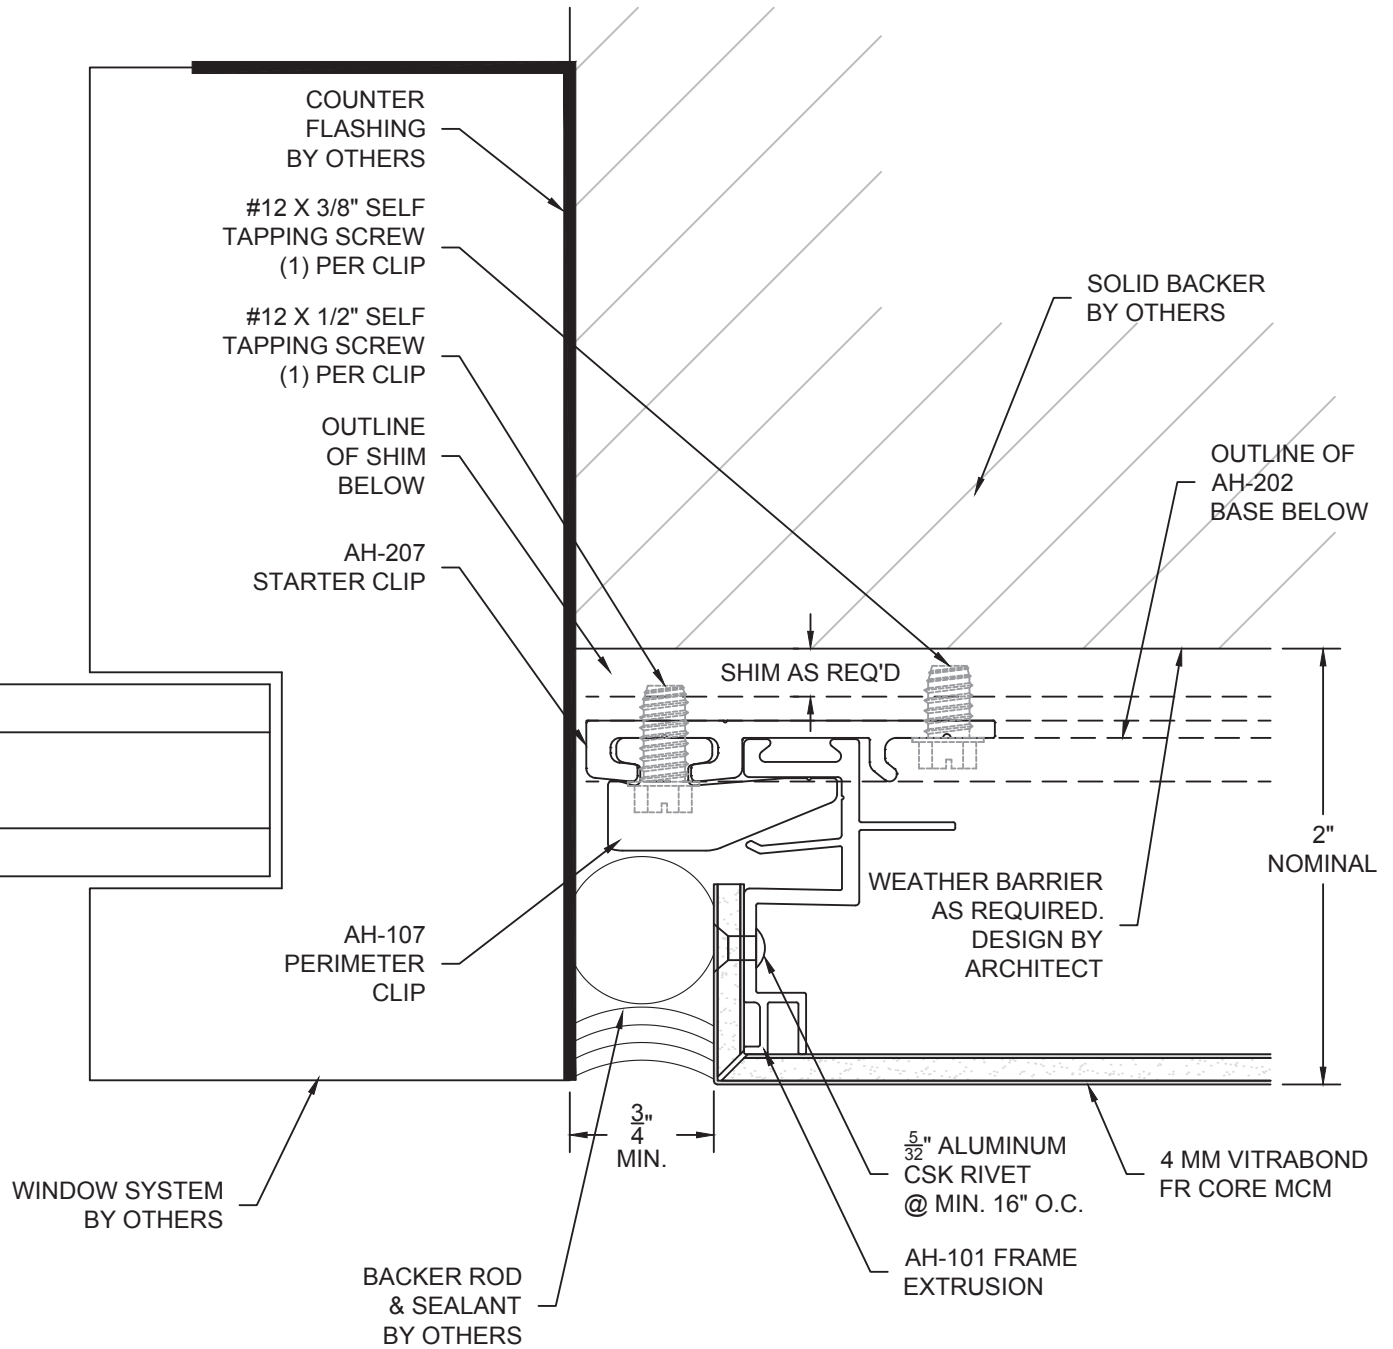 COUNTER
FLASHING
BY OTHERS
#12 X 3/8" SELF
TAPPING SCREW
(1) PER CLIP
#12 X 1/2" SELF
TAPPING SCREW
(1) PER CLIP
OUTLINE
OF SHIM
BELOW
AH-207
STARTER CLIP
SOLID BACKER
BY OTHERS
OUTLINE OF
AH-202
BASE BELOW
SHIM AS REQ'D
2"
NOMINAL
WEATHER BARRIER
AS REQUIRED.
DESIGN BY
ARCHITECT
AH-107
PERIMETER
CLIP
3/4"
MIN.
5/32" ALUMINUM
CSK RIVET
@ MIN. 16" O.C.
4 MM VITRABOND
FR CORE MCM
WINDOW SYSTEM
BY OTHERS
AH-101 FRAME
EXTRUSION
BACKER ROD
& SEALANT
BY OTHERS